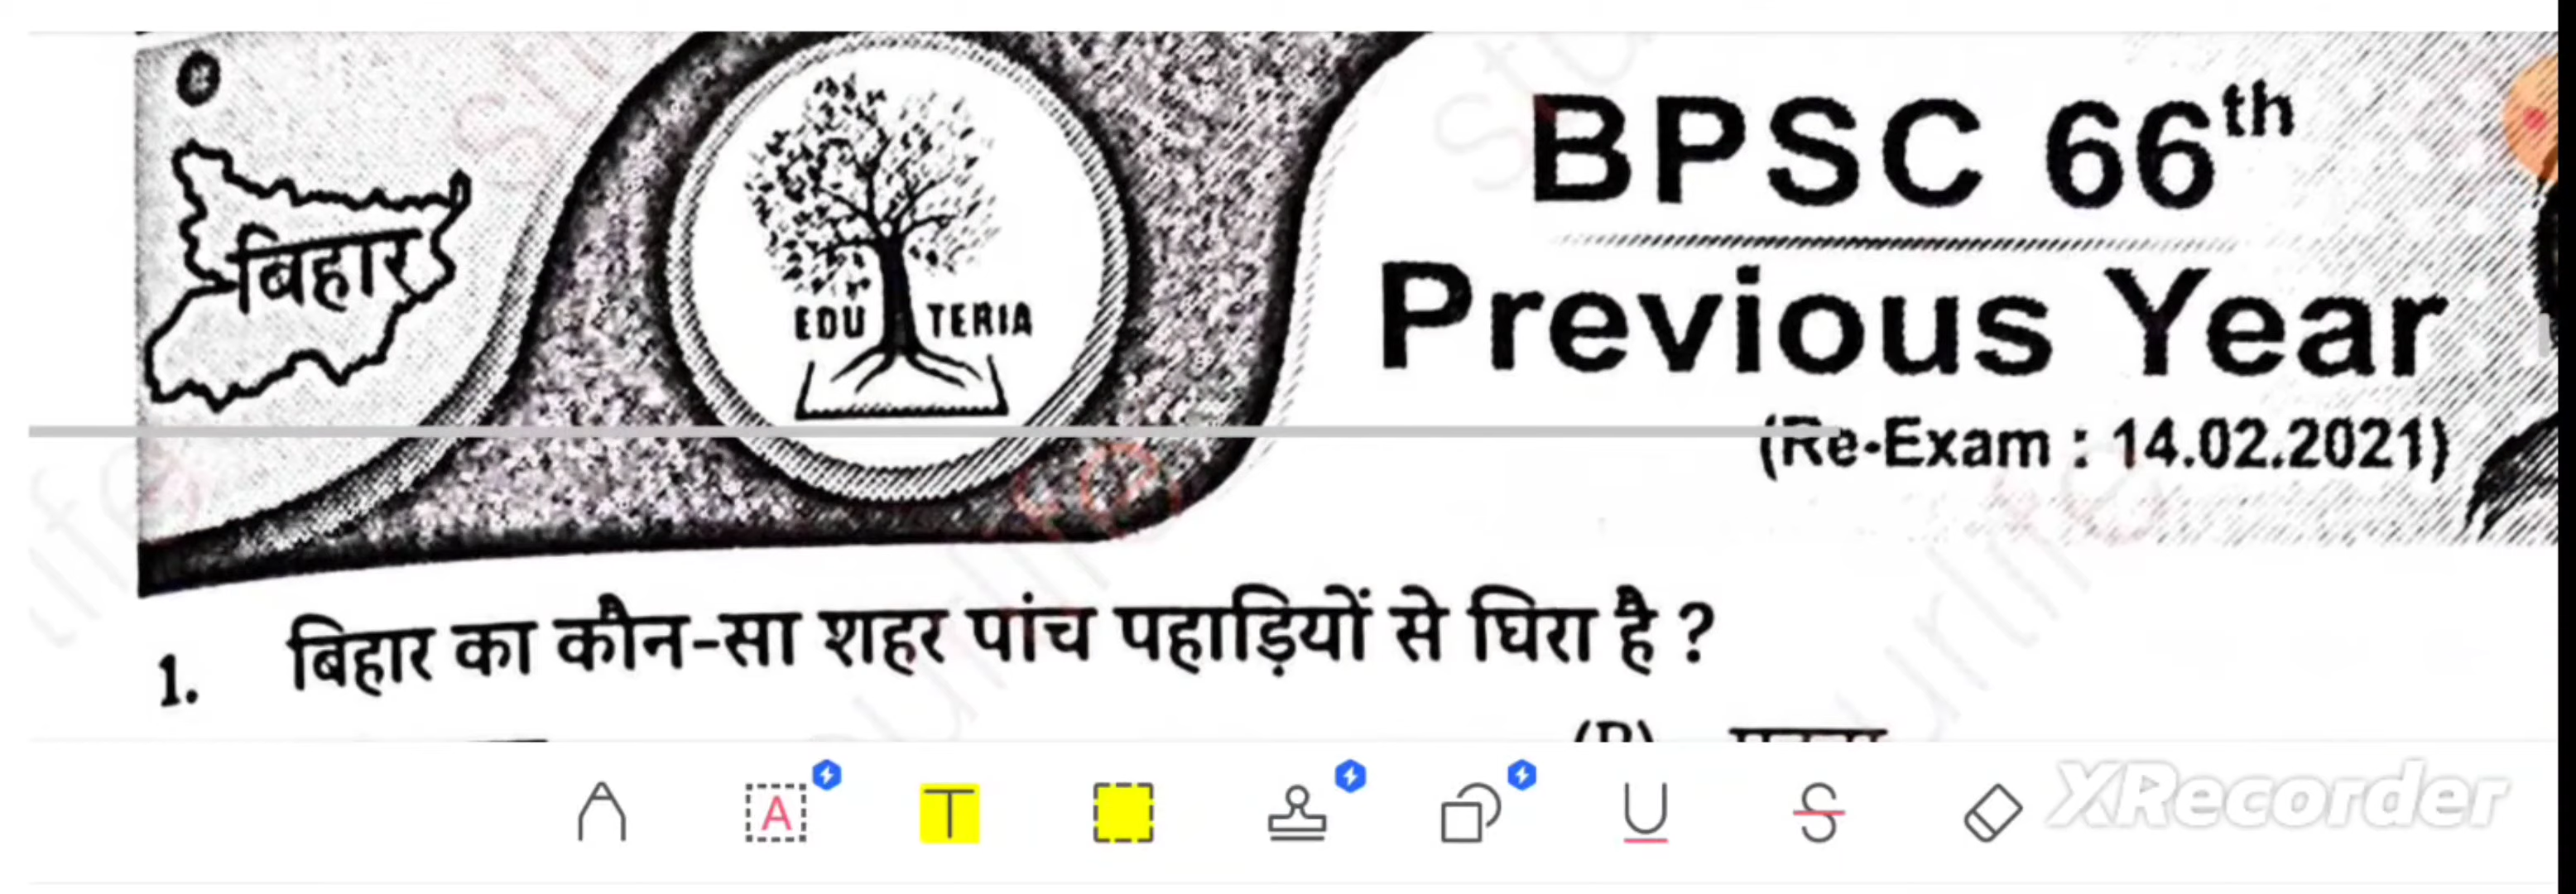 बिहार
EDU TERIA
BPSC 66th
Previous Year
(Re-Exam : 14.02.2021)
1. बिहार का कौन-सा शहर पांच पहाड़ियों से घिरा है ?
A
T
U
S
XRecorder